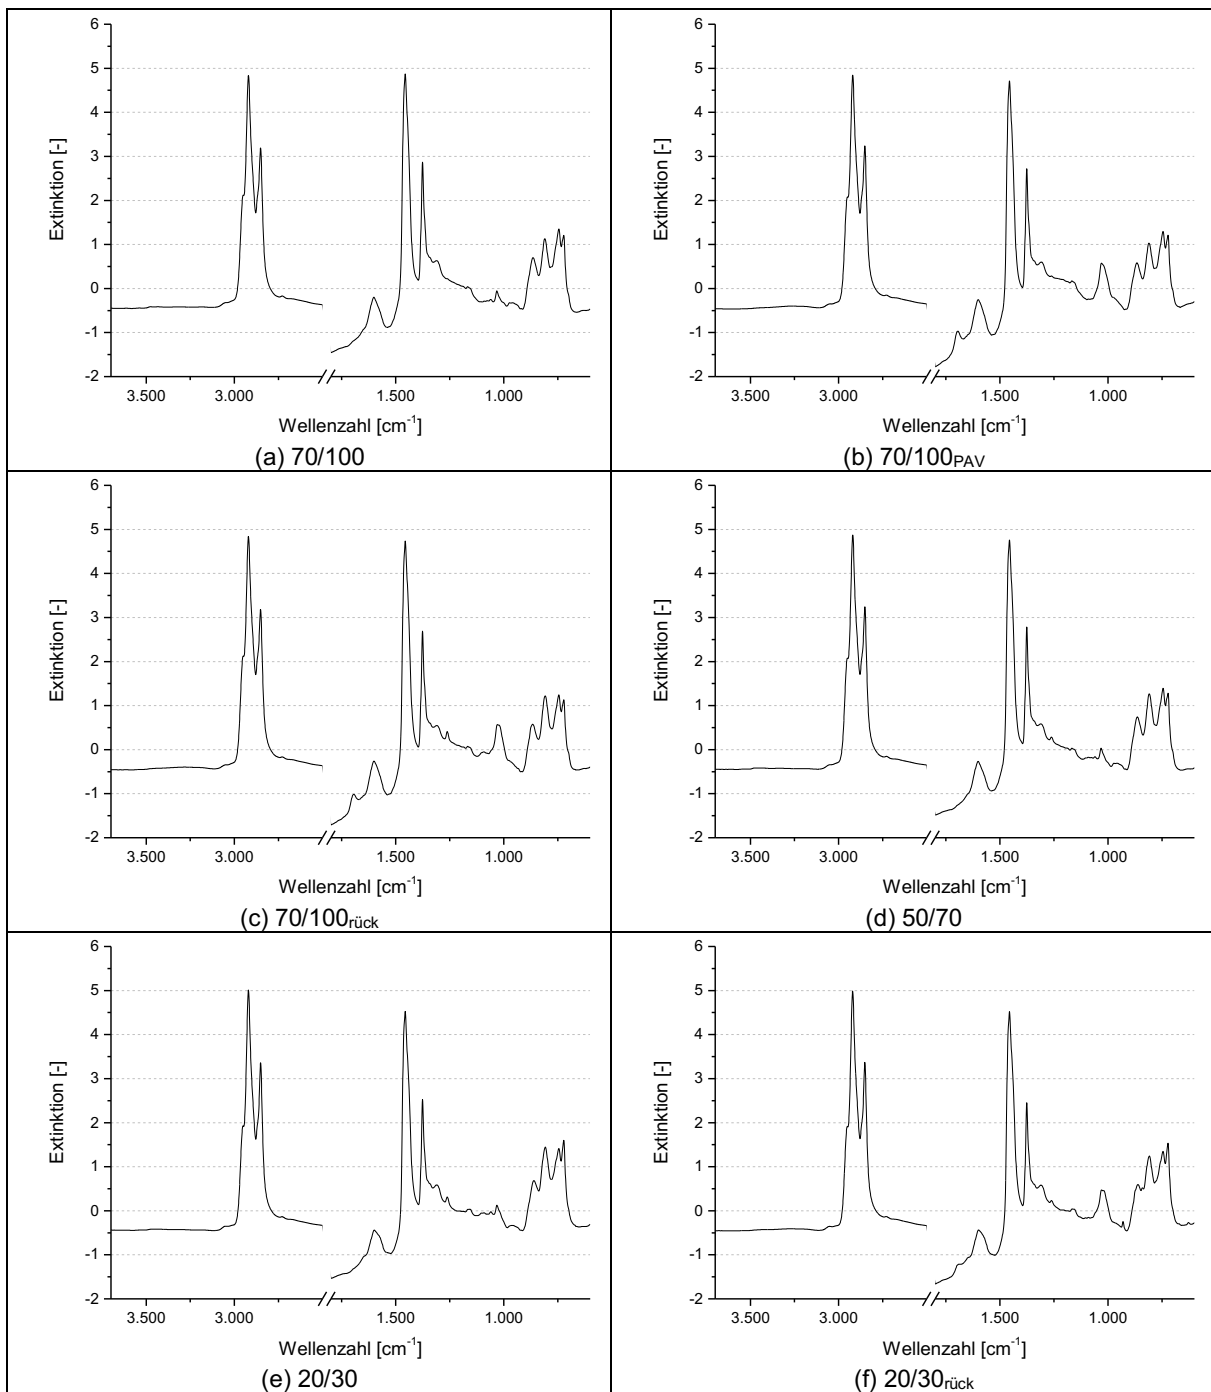 6
5
4
3
2
1
0
-1
-2
Extinktion [-]
3.500 3.000 1.500 1.000
Wellenzahl [cm⁻¹]
(a) 70/100
6
5
4
3
2
1
0
-1
-2
Extinktion [-]
3.500 3.000 1.500 1.000
Wellenzahl [cm⁻¹]
(b) 70/100PAV
6
5
4
3
2
1
0
-1
-2
Extinktion [-]
3.500 3.000 1.500 1.000
Wellenzahl [cm⁻¹]
(c) 70/100rück
6
5
4
3
2
1
0
-1
-2
Extinktion [-]
3.500 3.000 1.500 1.000
Wellenzahl [cm⁻¹]
(d) 50/70
6
5
4
3
2
1
0
-1
-2
Extinktion [-]
3.500 3.000 1.500 1.000
Wellenzahl [cm⁻¹]
(e) 20/30
6
5
4
3
2
1
0
-1
-2
Extinktion [-]
3.500 3.000 1.500 1.000
Wellenzahl [cm⁻¹]
(f) 20/30rück